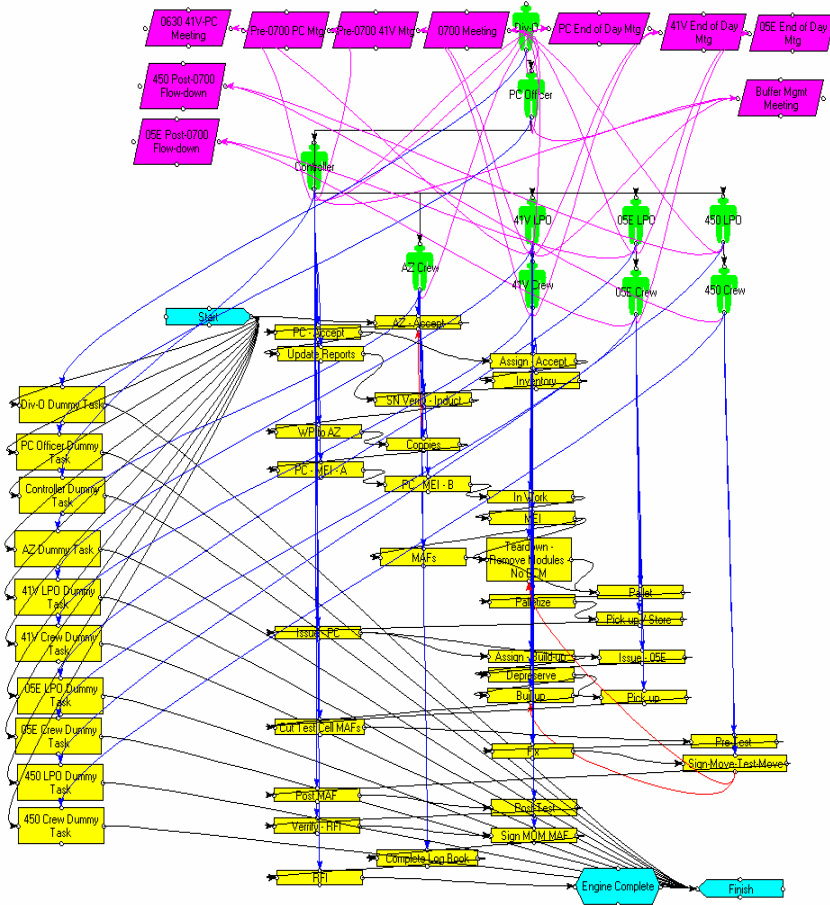 0630 41V-PC
Meeting
Pre-0700 PC Mtg
Pre-0700 41V Mtg
0700 Meeting
Div-O
PC End of Day Mtg
41V End of Day
Mtg
05E End of Day
Mtg
450 Post-0700
Flow-down
PC Officer
Buffer Mgmt
Meeting
05E Post-0700
Flow-down
Controller
41V LPO
05E LPO
450 LPO
AZ Crew
41V Crew
05E Crew
450 Crew
Start
AZ - Accept
PC - Accept
Update Reports
Assign - Accept
Inventory
Div-O Dummy Task
SN Verify - Induct
WP to AZ
Coppies
PC Officer Dummy
Task
PC - MEI - A
PC - MEI - B
Controller Dummy
Task
In Work
MEI
AZ Dummy Task
MAFs
Teardown -
Remove Modules
No BCM
41V LPO Dummy
Task
Pallet
Palletize
Pick up / Store
41V Crew Dummy
Task
Issue - PC
Assign - Build-up
Issue - 05E
Depreserve
05E LPO Dummy
Task
Buildup
Pick up
05E Crew Dummy
Task
Cut Test Cell MAFs
Pre-Test
Fix
Sign-Move-Test-Move
450 LPO Dummy
Task
Post MAF
Post-Test
450 Crew Dummy
Task
Verrify - RFI
Sign MOM MAF
Complete Log Book
RFI
Engine Complete
Finish